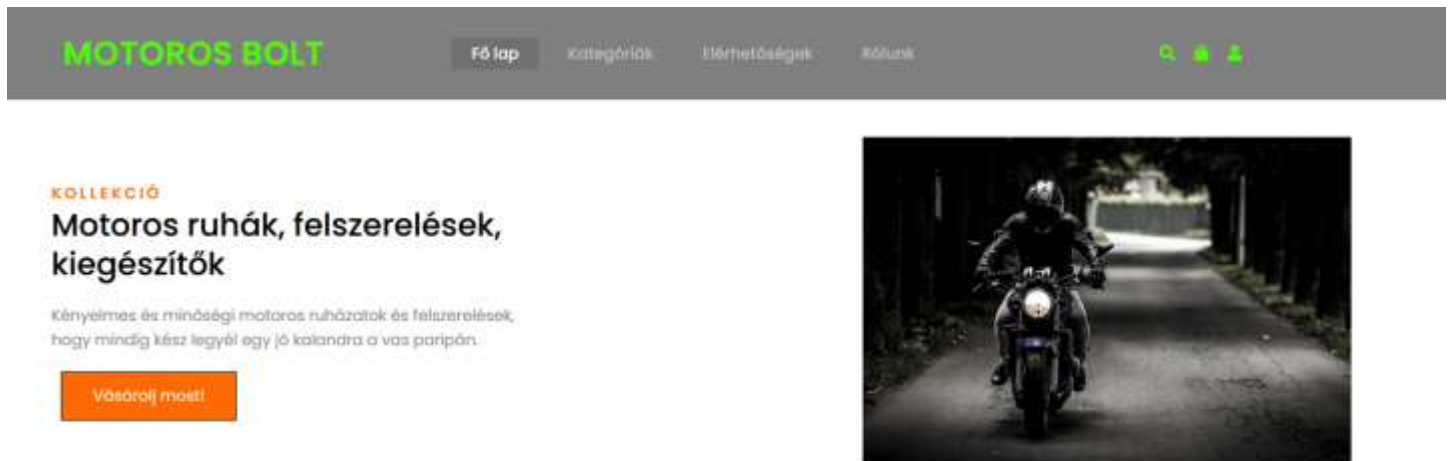 MOTOROS BOLT
Fő lap Kategóriák Elérhetőségek Rólunk
KOLLEKCIÓ
Motoros ruhák, felszerelések,
kiegészítők
Kényelmes és minőségi motoros ruházatok és felszerelések,
hogy mindig kész legyél egy jó kalandra a vas paripán.
Vásárolj most!